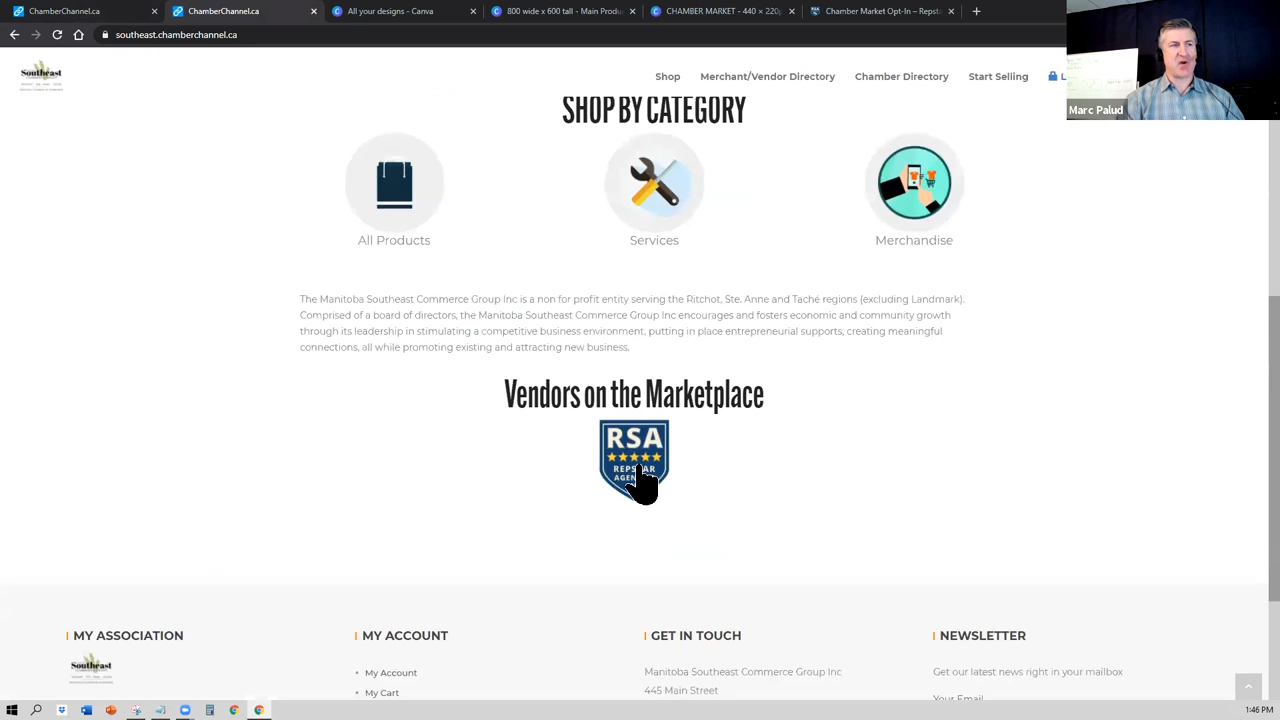 ChamberChannel.ca
ChamberChannel.ca
All your designs - Canva
800 wide x 600 tall – Main Produ
CHAMBER MARKET – 440 × 220p
Chamber Market Opt-In – Repsta
southeast.chamberchannel.ca
Southeast
Shop
Merchant/Vendor Directory
Chamber Directory
Start Selling
L
Marc Palud
SHOP BY CATEGORY
All Products
Services
Merchandise
The Manitoba Southeast Commerce Group Inc is a non for profit entity serving the Ritchot, Ste. Anne and Taché regions (excluding Landmark).
Comprised of a board of directors, the Manitoba Southeast Commerce Group Inc encourages and fosters economic and community growth
through its leadership in stimulating a competitive business environment, putting in place entrepreneurial supports, creating meaningful
connections, all while promoting existing and attracting new business.
Vendors on the Marketplace
RSA
MY ASSOCIATION
MY ACCOUNT
GET IN TOUCH
NEWSLETTER
Southeast
My Account
My Cart
Manitoba Southeast Commerce Group Inc
445 Main Street
Get our latest news right in your mailbox
Your Email
1:46 PM